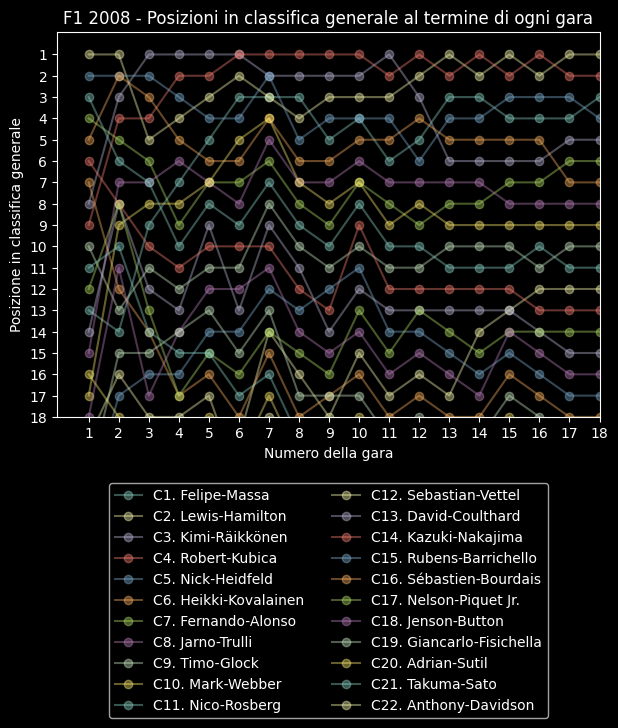 F1 2008 - Posizioni in classifica generale al termine di ogni gara
Posizione in classifica generale
1
2
3
4
5
6
7
8
9
10
11
12
13
14
15
16
17
18
1 2 3 4 5 6 7 8 9 10 11 12 13 14 15 16 17 18
Numero della gara
C1. Felipe-Massa
C2. Lewis-Hamilton
C3. Kimi-Räikkönen
C4. Robert-Kubica
C5. Nick-Heidfeld
C6. Heikki-Kovalainen
C7. Fernando-Alonso
C8. Jarno-Trulli
C9. Timo-Glock
C10. Mark-Webber
C11. Nico-Rosberg
C12. Sebastian-Vettel
C13. David-Coulthard
C14. Kazuki-Nakajima
C15. Rubens-Barrichello
C16. Sébastien-Bourdais
C17. Nelson-Piquet Jr.
C18. Jenson-Button
C19. Giancarlo-Fisichella
C20. Adrian-Sutil
C21. Takuma-Sato
C22. Anthony-Davidson